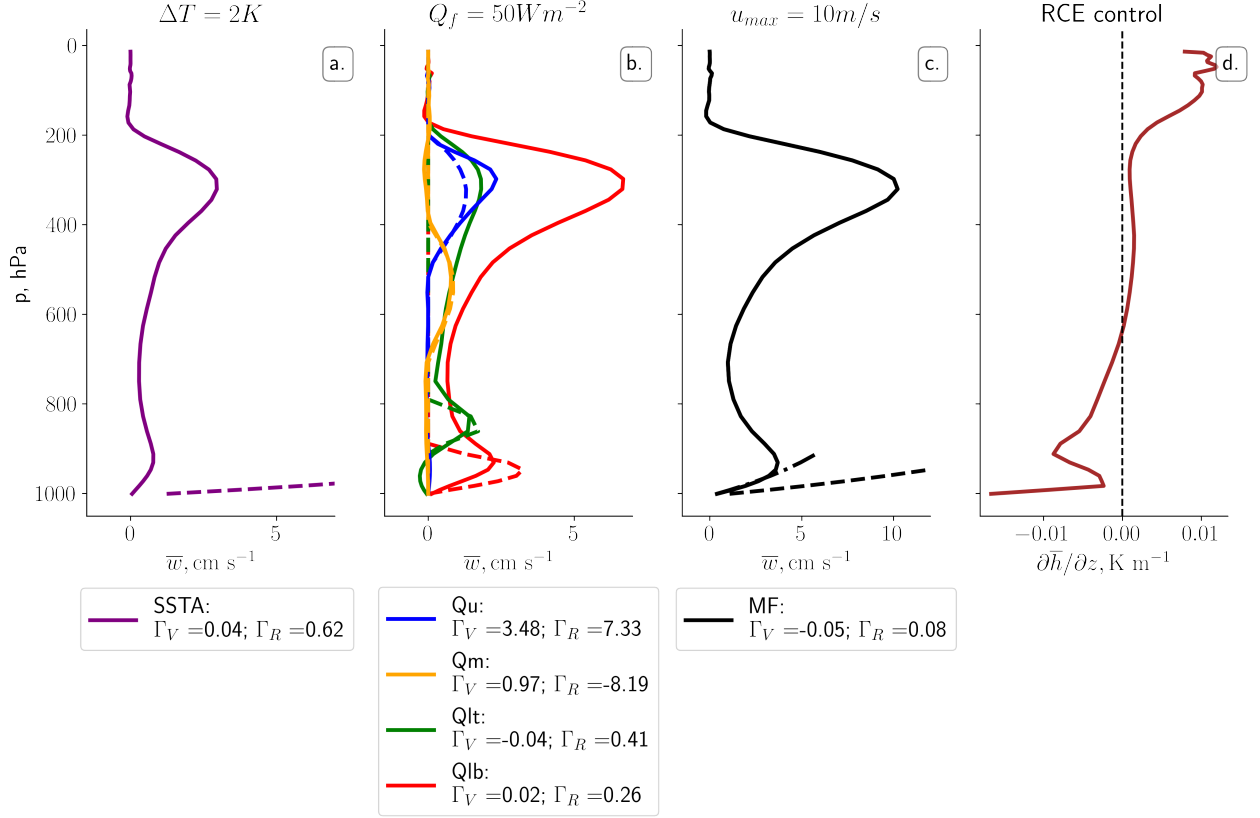 ΔT = 2K
Q_f = 50Wm⁻²
u_max = 10m/s
RCE control
a.
b.
c.
d.
p, hPa
0
200
400
600
800
1000
0 5
0 5
0 5 10
−0.01 0.00 0.01
w̅, cm s⁻¹
w̅, cm s⁻¹
w̅, cm s⁻¹
∂h̅/∂z, K m⁻¹
SSTA:
Γ_V =0.04; Γ_R =0.62
Qu:
Γ_V =3.48; Γ_R =7.33
Qm:
Γ_V =0.97; Γ_R =-8.19
Qlt:
Γ_V =-0.04; Γ_R =0.41
Qlb:
Γ_V =0.02; Γ_R =0.26
MF:
Γ_V =-0.05; Γ_R =0.08